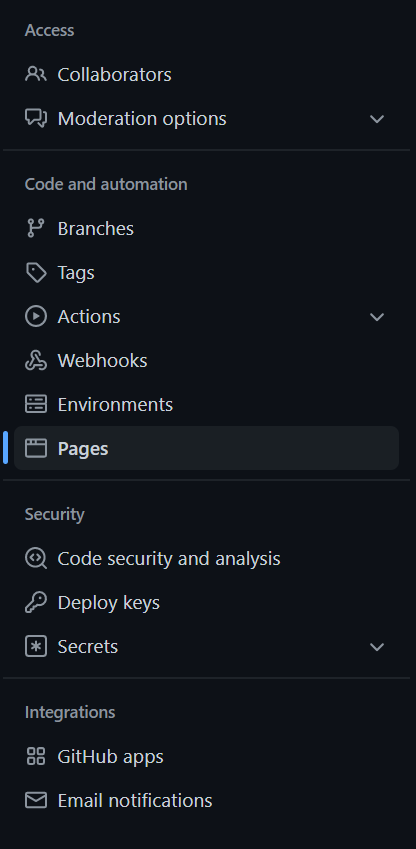 Access
Collaborators
Moderation options
Code and automation
Branches
Tags
Actions
Webhooks
Environments
Pages
Security
Code security and analysis
Deploy keys
Secrets
Integrations
GitHub apps
Email notifications